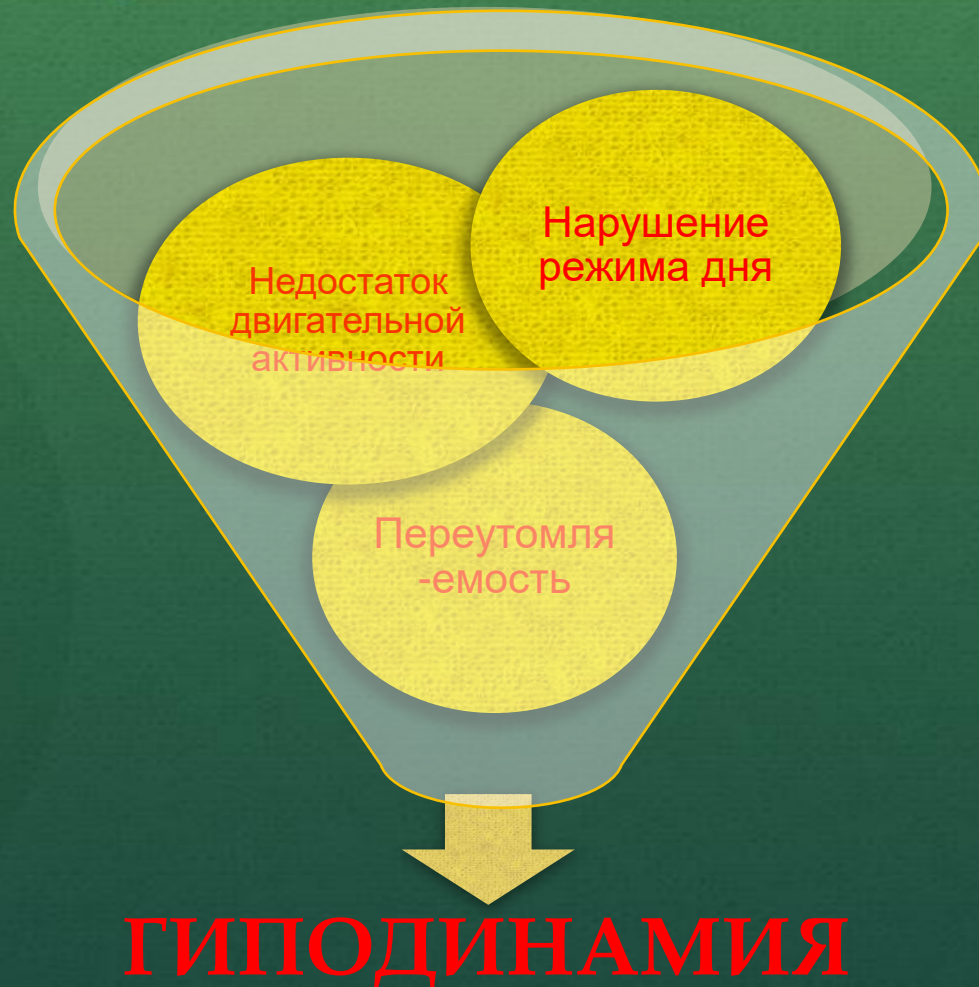 Нарушение
режима дня
Недостаток
двигательной
активности
Переутомля
-емость
ГИПОДИНАМИЯ